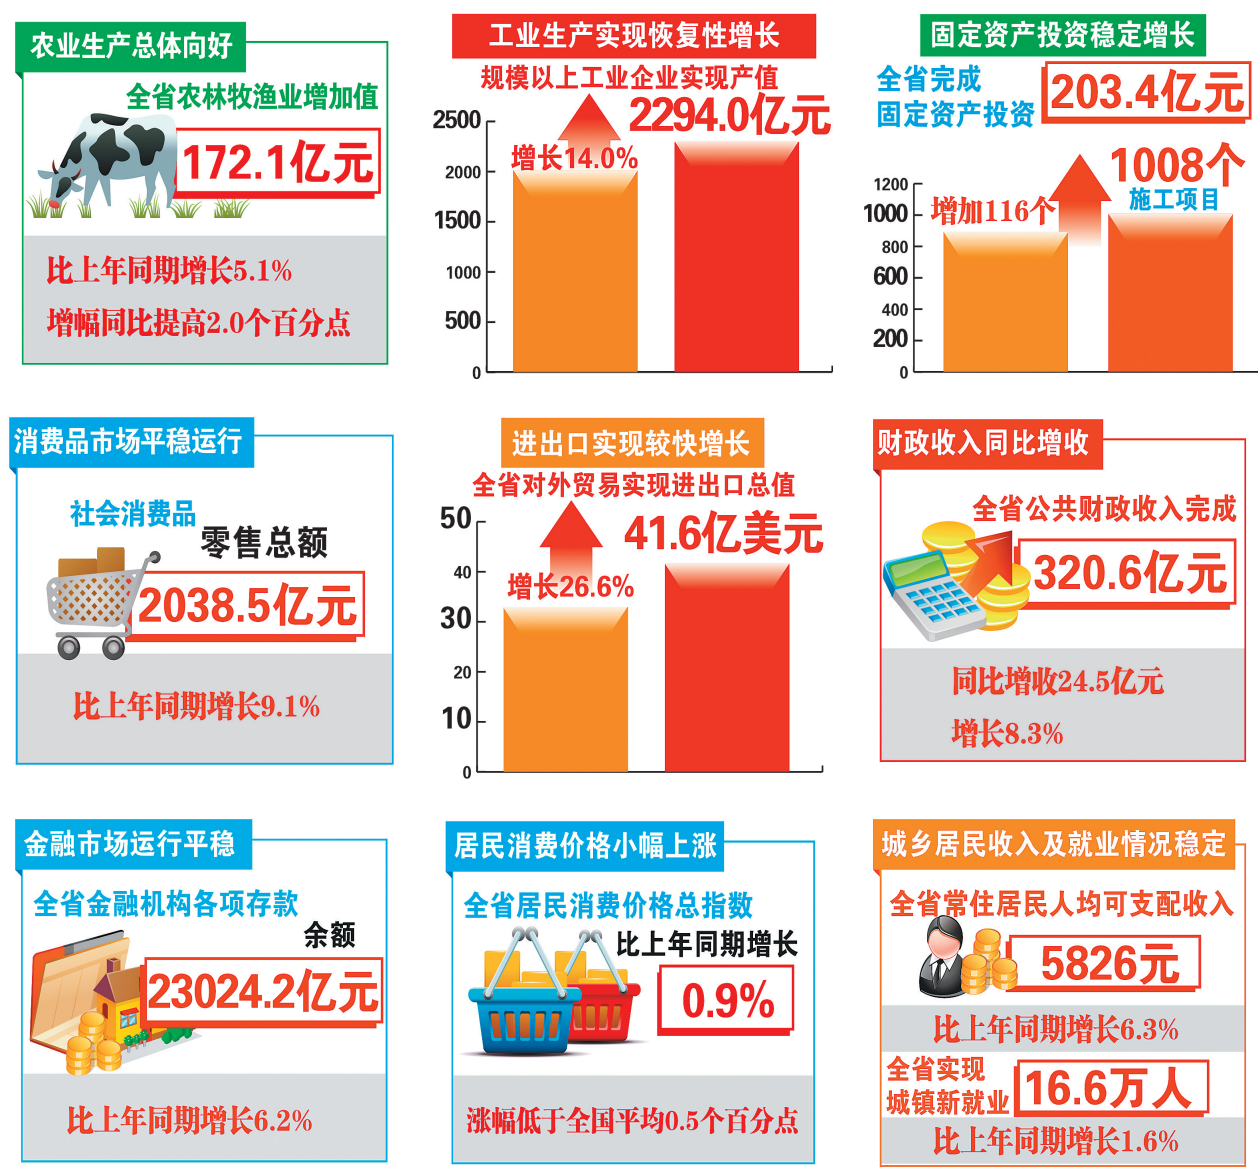 农业生产总体向好
全省农林牧渔业增加值
172.1亿元
比上年同期增长5.1%
增幅同比提高2.0个百分点
工业生产实现恢复性增长
规模以上工业企业实现产值
2294.0亿元
增长14.0%
2500
2000
1500
1000
500
0
固定资产投资稳定增长
全省完成
固定资产投资
203.4亿元
1008个
施工项目
增加116个
1200
1000
800
600
400
200
0
消费品市场平稳运行
社会消费品
零售总额
2038.5亿元
比上年同期增长9.1%
进出口实现较快增长
全省对外贸易实现进出口总值
41.6亿美元
增长26.6%
50
40
30
20
10
0
财政收入同比增收
全省公共财政收入完成
320.6亿元
同比增收24.5亿元
增长8.3%
金融市场运行平稳
全省金融机构各项存款
余额
23024.2亿元
比上年同期增长6.2%
居民消费价格小幅上涨
全省居民消费价格总指数
比上年同期增长
0.9%
涨幅低于全国平均0.5个百分点
城乡居民收入及就业情况稳定
全省常住居民人均可支配收入
5826元
比上年同期增长6.3%
全省实现
城镇新就业
16.6万人
比上年同期增长1.6%